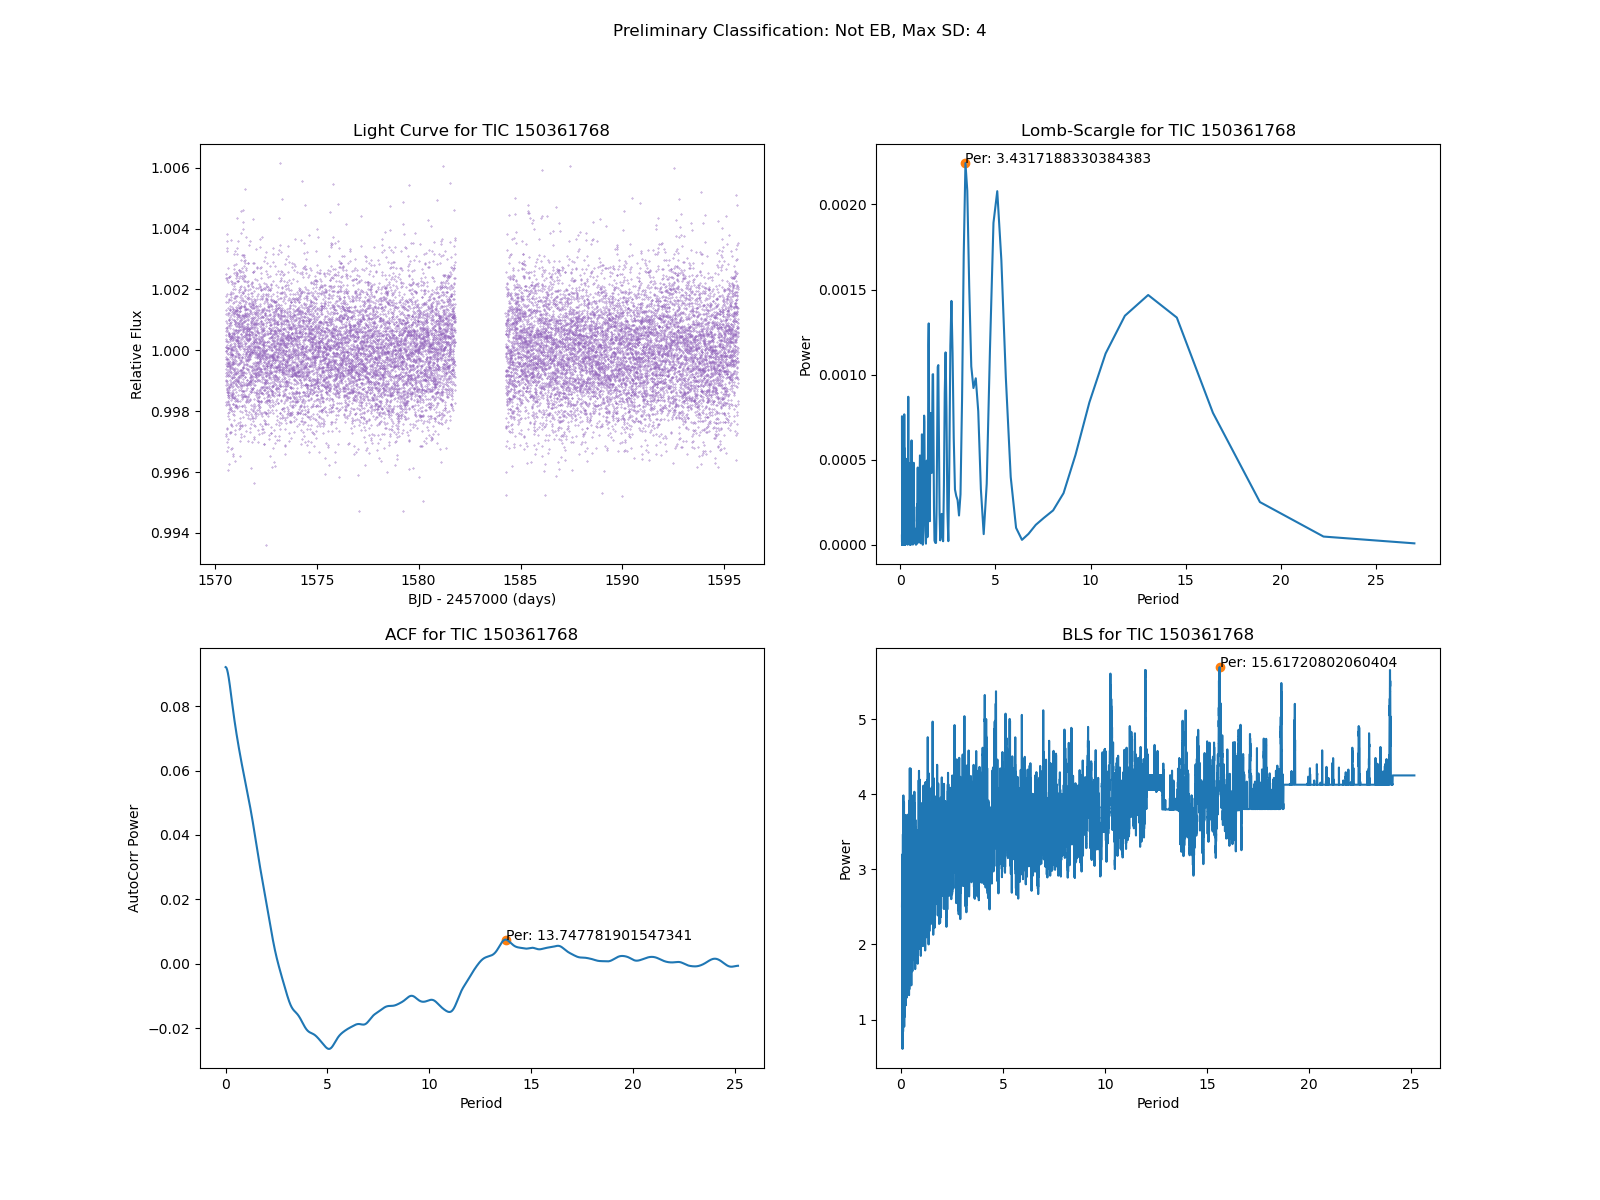 Preliminary Classification: Not EB, Max SD: 4
Light Curve for TIC 150361768
1.006
1.004
1.002
1.000
0.998
0.996
0.994
Relative Flux
1570
1575
1580
1585
1590
1595
BJD - 2457000 (days)
Lomb-Scargle for TIC 150361768
Per: 3.4317188330384383
0.0020
0.0015
0.0010
0.0005
0.0000
Power
0
5
10
15
20
25
Period
ACF for TIC 150361768
0.08
0.06
0.04
0.02
0.00
−0.02
AutoCorr Power
Per: 13.747781901547341
0
5
10
15
20
25
Period
BLS for TIC 150361768
Per: 15.61720802060404
5
4
3
2
1
Power
0
5
10
15
20
25
Period